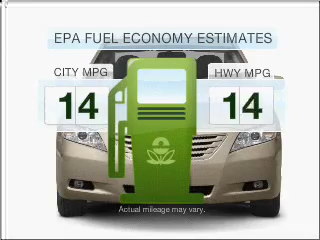 EPA FUEL ECONOMY ESTIMATES
CITY MPG
HWY MPG
14
14
Actual mileage may vary.